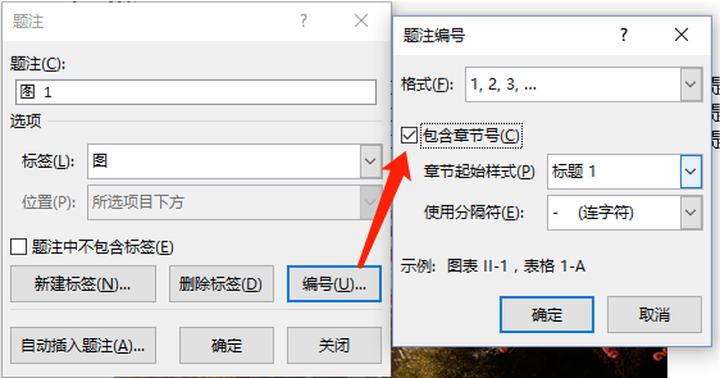 题注
?
题注(C):
图 1
选项
标签(L):
图
位置(P):
所选项目下方
题注中不包含标签(E)
新建标签(N)...
删除标签(D)
编号(U)...
自动插入题注(A)...
确定
关闭
题注编号
?
格式(F):
1, 2, 3, ...
包含章节号(C)
章节起始样式(P)
标题 1
使用分隔符(E):
- (连字符)
示例: 图表 II-1，表格 1-A
确定
取消